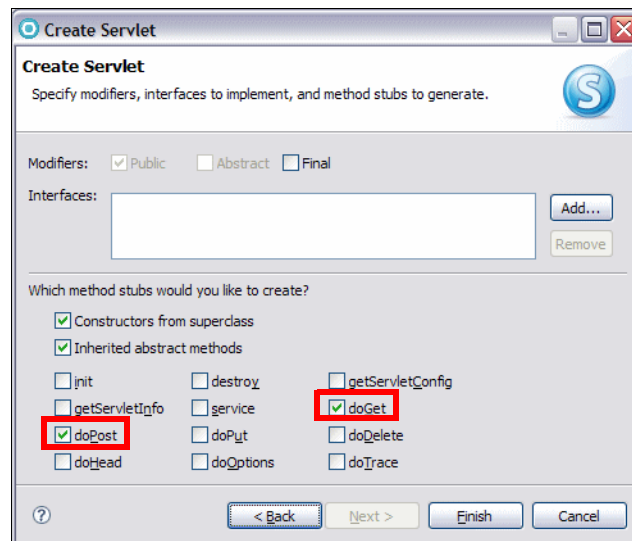 Create Servlet
Create Servlet
Specify modifiers, interfaces to implement, and method stubs to generate.
S
Modifiers: Public Abstract Final
Interfaces:
Add...
Remove
Which method stubs would you like to create?
Constructors from superclass
Inherited abstract methods
init destroy getServletConfig
getServletInfo service doGet
doPost doPut doDelete
doHead doOptions doTrace
? < Back Next > Finish Cancel